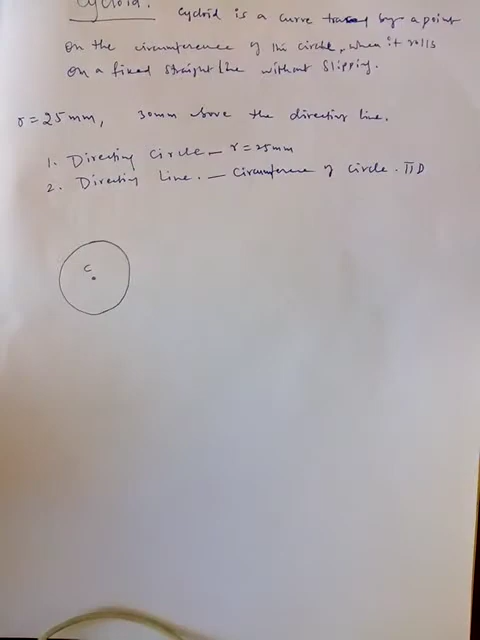 Cycloid. Cycloid is a curve traced by a point
on the circumference of the circle, when it rolls
on a fixed straight line without slipping.
r = 25mm, 30mm above the directing line.
1. Directing Circle — r = 25mm
2. Directing Line. — Circumference of circle. πD
C